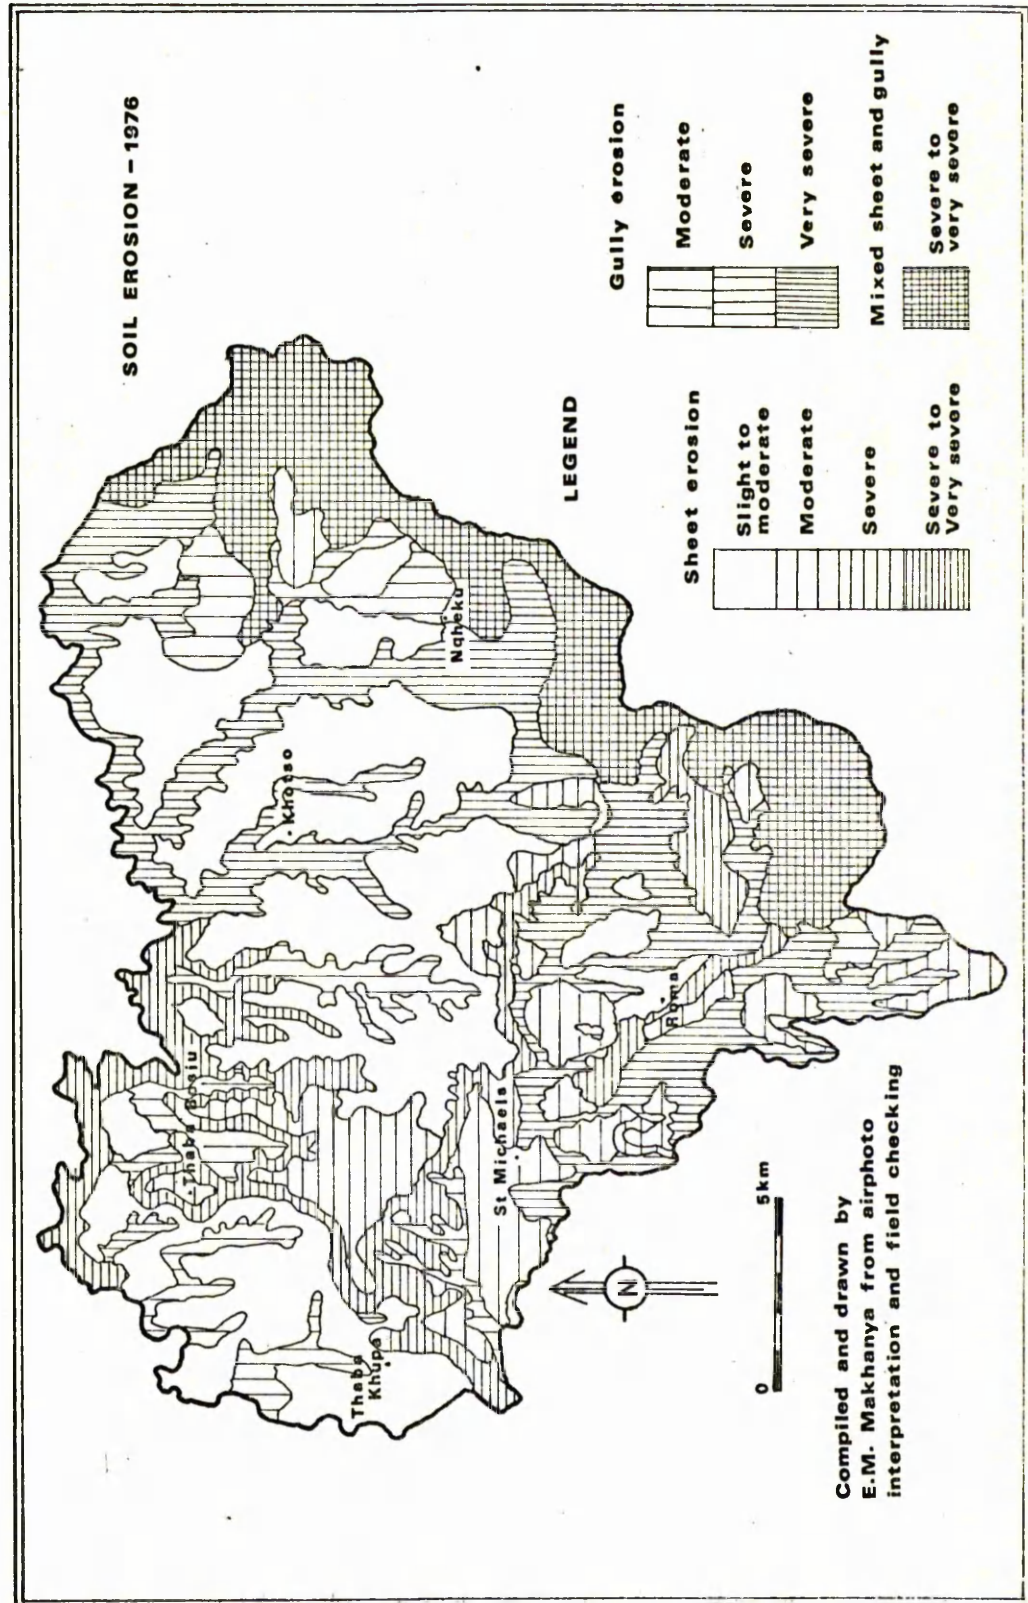 SOIL EROSION – 1976
Khotso
Nqheku
Thaba Bosiu
Thaba
Khupa
St Michaels
Roma
N
0 5km
Compiled and drawn by
E.M. Makhanya from airphoto
interpretation and field checking
LEGEND
Sheet erosion
Slight to
moderate
Moderate
Severe
Severe to
Very severe
Gully erosion
Moderate
Severe
Very severe
Mixed sheet and gully
Severe to
very severe